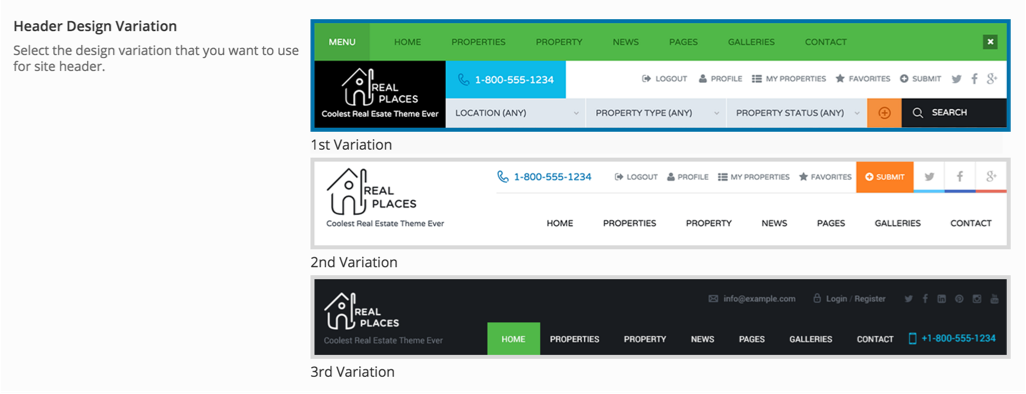 Header Design Variation
Select the design variation that you want to use
for site header.
MENU HOME PROPERTIES PROPERTY NEWS PAGES GALLERIES CONTACT
REAL
PLACES
Coolest Real Esate Theme Ever
1-800-555-1234
LOGOUT PROFILE MY PROPERTIES FAVORITES SUBMIT
LOCATION (ANY) PROPERTY TYPE (ANY) PROPERTY STATUS (ANY) SEARCH
1st Variation
REAL
PLACES
Coolest Real Estate Theme Ever
1-800-555-1234 LOGOUT PROFILE MY PROPERTIES FAVORITES SUBMIT
HOME PROPERTIES PROPERTY NEWS PAGES GALLERIES CONTACT
2nd Variation
REAL
PLACES
Coolest Real Estate Theme Ever
info@example.com Login / Register
HOME PROPERTIES PROPERTY NEWS PAGES GALLERIES CONTACT +1-800-555-1234
3rd Variation